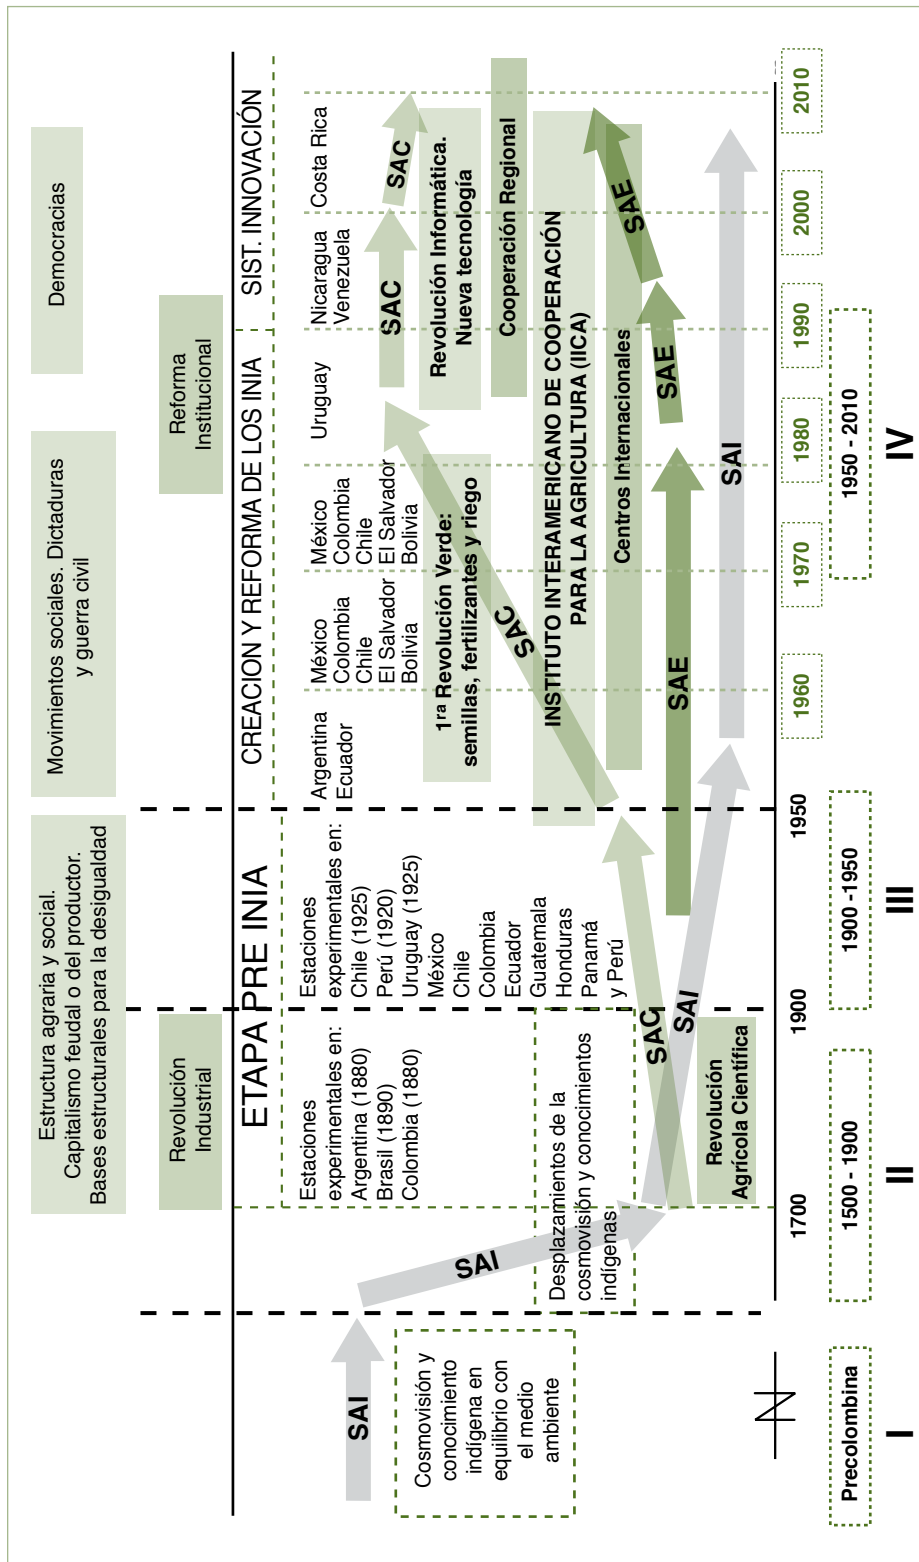 Estructura agraria y social.
Capitalismo feudal o del productor.
Bases estructurales para la desigualdad
Movimientos sociales. Dictaduras
y guerra civil
Democracias
Revolución
Industrial
Reforma
Institucional
ETAPA PRE INIA
CREACION Y REFORMA DE LOS INIA
SIST. INNOVACIÓN
Estaciones
experimentales en:
Argentina (1880)
Brasil (1890)
Colombia (1880)
Estaciones
experimentales en:
Chile (1925)
Perú (1920)
Uruguay (1925)
México
Chile
Colombia
Ecuador
Guatemala
Honduras
Panamá
y Perú
Argentina
Ecuador
México
Colombia
Chile
El Salvador
Bolivia
México
Colombia
Chile
El Salvador
Bolivia
Uruguay
Nicaragua
Venezuela
Costa Rica
SAI
SAI
SAI
SAI
SAC
SAC
SAC
SAC
SAE
SAE
SAE
Cosmovisión y
conocimiento
indígena en
equilibrio con
el medio
ambiente
Desplazamientos de la
cosmovisión y conocimientos
indígenas
1ra Revolución Verde:
semillas, fertilizantes y riego
Revolución Informática.
Nueva tecnología
Cooperación Regional
INSTITUTO INTERAMERICANO DE COOPERACIÓN
PARA LA AGRICULTURA (IICA)
Centros Internacionales
Revolución
Agrícola Científica
1700
1900
1950
1960
1970
1980
1990
2000
2010
Precolombina
1500 - 1900
1900 -1950
1950 - 2010
I
II
III
IV